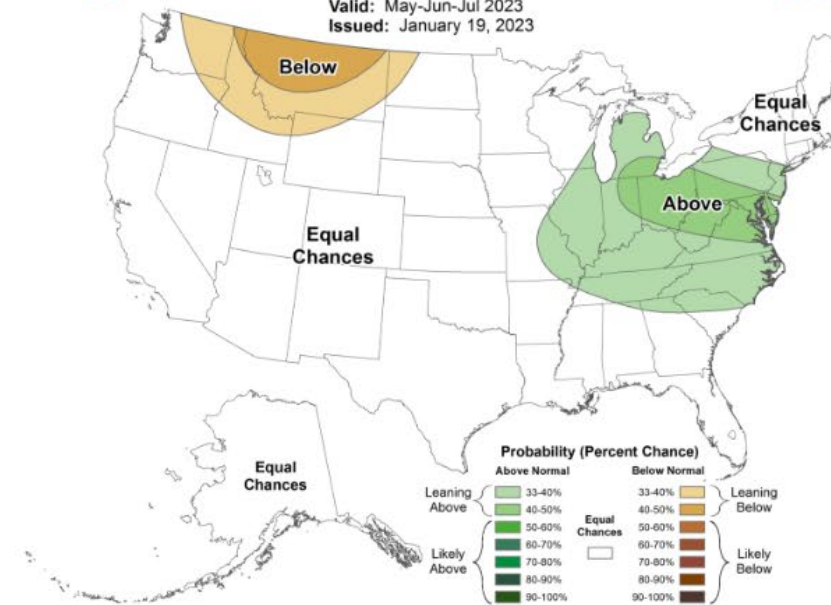 Valid: May-Jun-Jul 2023
Issued: January 19, 2023
Below
Equal
Chances
Above
Equal
Chances
Equal
Chances
Probability (Percent Chance)
Above Normal
Below Normal
Leaning
Above
33-40%
40-50%
Likely
Above
50-60%
60-70%
70-80%
80-90%
90-100%
Equal
Chances
33-40%
40-50%
Leaning
Below
50-60%
60-70%
70-80%
80-90%
90-100%
Likely
Below